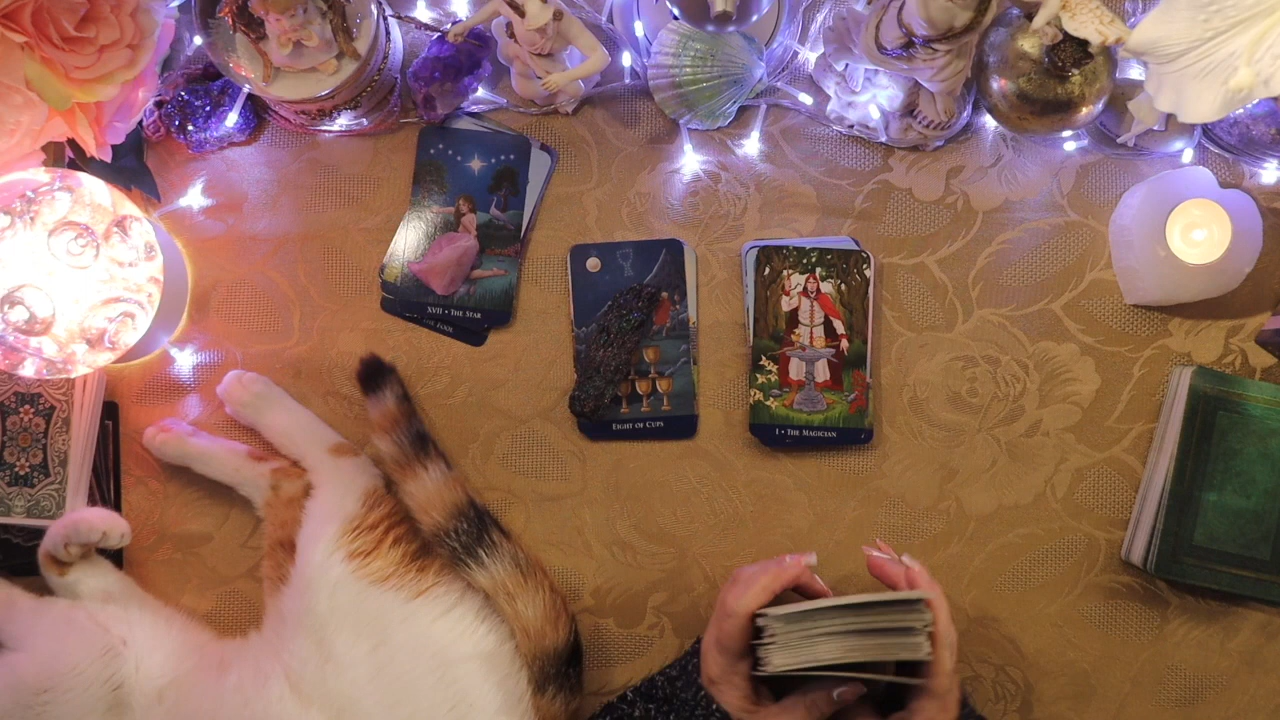 XVII • THE STAR
THE FOOL
EIGHT OF CUPS
I • THE MAGICIAN